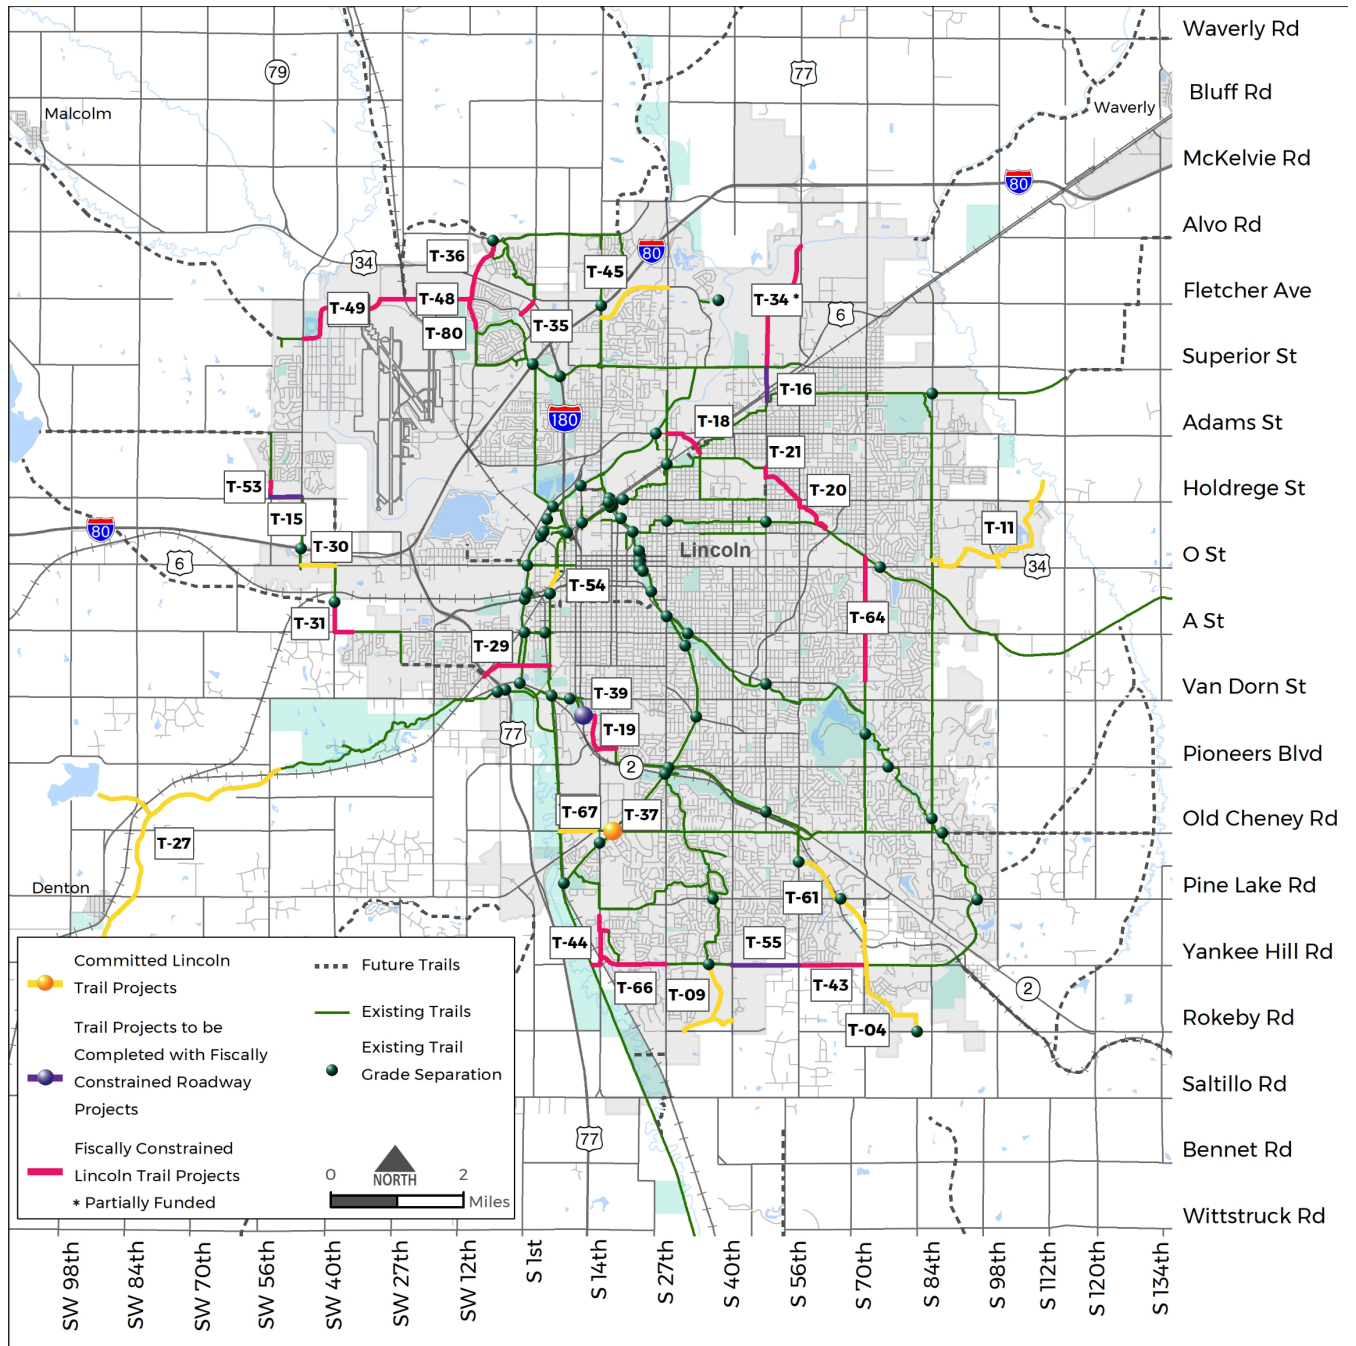 Waverly Rd
79
77
Bluff Rd
Malcolm
Waverly
McKelvie Rd
80
Alvo Rd
T-36
34
80
T-45
Fletcher Ave
T-49
T-48
T-34 *
6
T-80
T-35
Superior St
T-16
180
T-18
Adams St
T-21
T-53
T-20
Holdrege St
T-15
T-11
80
T-30
Lincoln
O St
6
34
T-54
T-31
T-64
A St
T-29
Van Dorn St
T-39
77
T-19
Pioneers Blvd
2
T-67
T-37
Old Cheney Rd
T-27
Denton
Pine Lake Rd
T-61
T-44
T-55
Yankee Hill Rd
T-66
T-09
T-43
2
Rokeby Rd
T-04
Saltillo Rd
77
Bennet Rd
Wittstruck Rd
Committed Lincoln
Trail Projects
Trail Projects to be
Completed with Fiscally
Constrained Roadway
Projects
Fiscally Constrained
Lincoln Trail Projects
* Partially Funded
Future Trails
Existing Trails
Existing Trail
Grade Separation
NORTH
0
2
Miles
SW 98th
SW 84th
SW 70th
SW 56th
SW 40th
SW 27th
SW 12th
S 1st
S 14th
S 27th
S 40th
S 56th
S 70th
S 84th
S 98th
S 112th
S 120th
S 134th